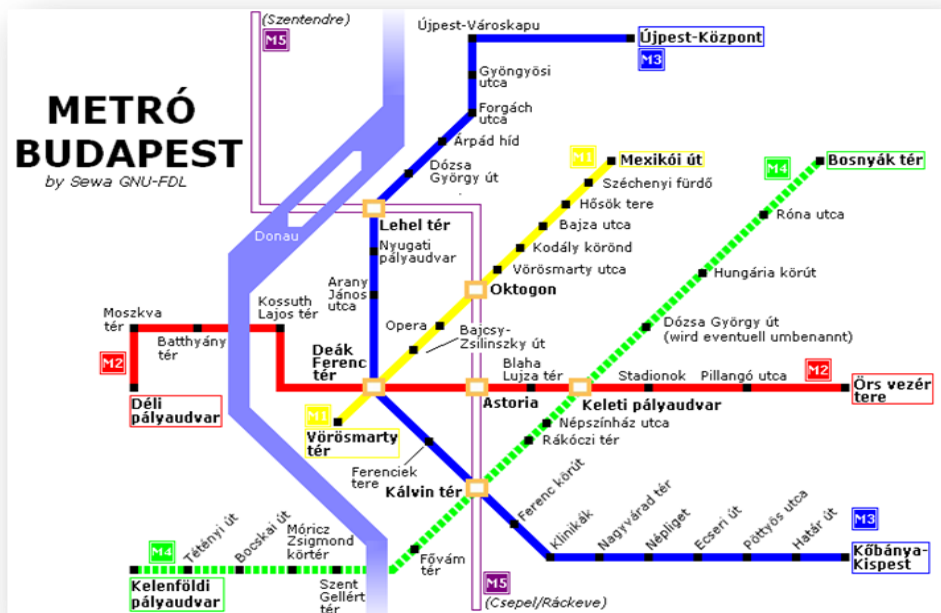 (Szentendre)
M5
Újpest-Városkapu
Újpest-Központ
M3
Gyöngyösi
utca
METRÓ
BUDAPEST
by Sewa GNU-FDL
Forgách
utca
Árpád híd
Dózsa
György út
M1
Mexikói út
M4
Bosnyák tér
Széchenyi fürdő
Hősök tere
Bajza utca
Kodály körönd
Vörösmarty utca
Róna utca
Lehel tér
Donau
Nyugati
pályaudvar
Hungária körút
Arany
János
utca
Oktogon
Moszkva
tér
Batthyány
tér
Kossuth
Lajos tér
Opera
Bajcsy-
Zsilinszky út
Dózsa György út
(wird eventuell umbenannt)
Deák
Ferenc
tér
M2
Blaha
Lujza tér
Stadionok
Pillangó utca
M2
Déli
pályaudvar
Astoria
Keleti pályaudvar
Örs vezér
tere
M1
Vörösmarty
tér
Népszínház utca
Rákóczi tér
Ferenciek
tere
Kálvin tér
Ferenc körút
Klinikák
Nagyvárad tér
Népliget
Ecseri út
Pöttyös utca
Határ út
M3
Kőbánya-
Kispest
M4
Tétényi út
Bocskai út
Móricz
Zsigmond
körtér
Kelenföldi
pályaudvar
Szent
Gellért
tér
Fővám
tér
M5
(Csepel/Ráckeve)